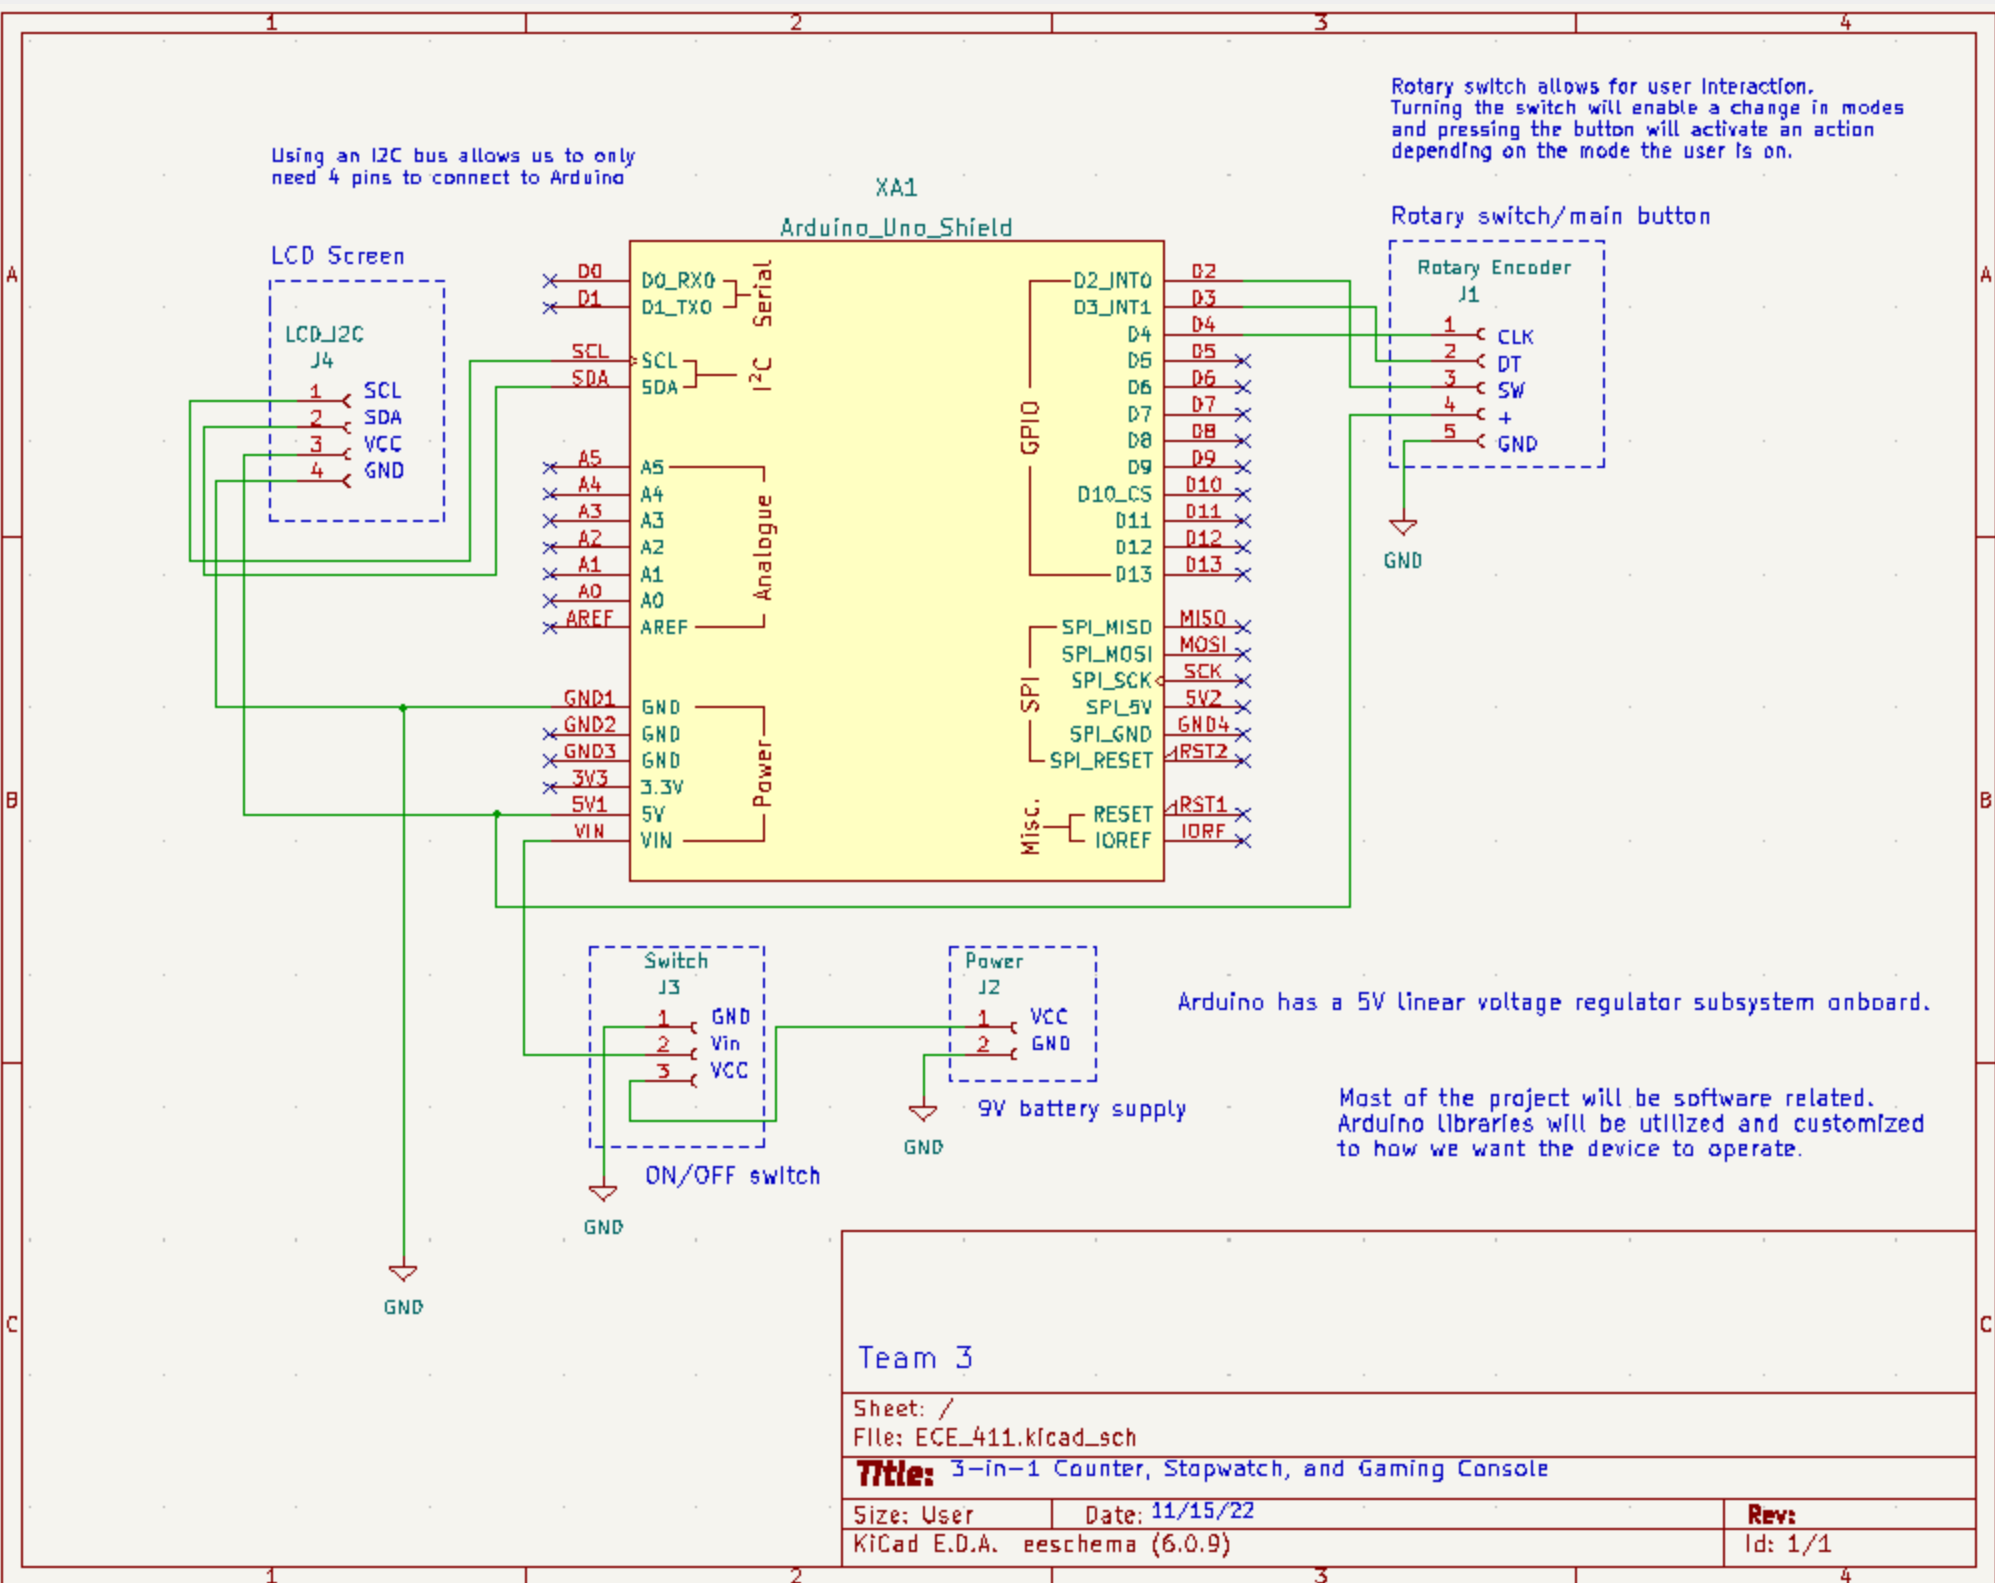 1 2 3 4
Rotary switch allows for user interaction.
Turning the switch will enable a change in modes
and pressing the button will activate an action
depending on the mode the user is on.
Using an I2C bus allows us to only
need 4 pins to connect to Arduino
XA1
Arduino_Uno_Shield
Rotary switch/main button
LCD Screen
A
A
Rotary Encoder
J1
1 CLK
2 DT
3 SW
4 +
5 GND
GND
LCD_I2C
J4
1 SCL
2 SDA
3 VCC
4 GND
D0 D0_RX0
D1 D1_TX0
Serial
SCL SCL
SDA SDA
I²C
A5 A5
A4 A4
A3 A3
A2 A2
A1 A1
A0 A0
AREF AREF
Analogue
GND1 GND
GND2 GND
GND3 GND
3V3 3.3V
5V1 5V
VIN VIN
Power
D2_INT0 D2
D3_INT1 D3
D4 D4
D5 D5
D6 D6
D7 D7
D8 D8
D9 D9
D10_CS D10
D11 D11
D12 D12
D13 D13
GPIO
SPI_MISO MISO
SPI_MOSI MOSI
SPI_SCK SCK
SPI_5V 5V2
SPI_GND GND4
SPI_RESET RST2
SPI
RESET RST1
IOREF IORF
Misc.
B
B
Switch
J3
1 GND
2 Vin
3 VCC
ON/OFF switch
GND
Power
J2
1 VCC
2 GND
9V battery supply
GND
Arduino has a 5V linear voltage regulator subsystem onboard.
Most of the project will be software related.
Arduino libraries will be utilized and customized
to how we want the device to operate.
GND
C
C
Team 3
Sheet: /
File: ECE_411.kicad_sch
Title: 3-in-1 Counter, Stopwatch, and Gaming Console
Size: User Date: 11/15/22 Rev:
KiCad E.D.A. eeschema (6.0.9) Id: 1/1
1 2 3 4